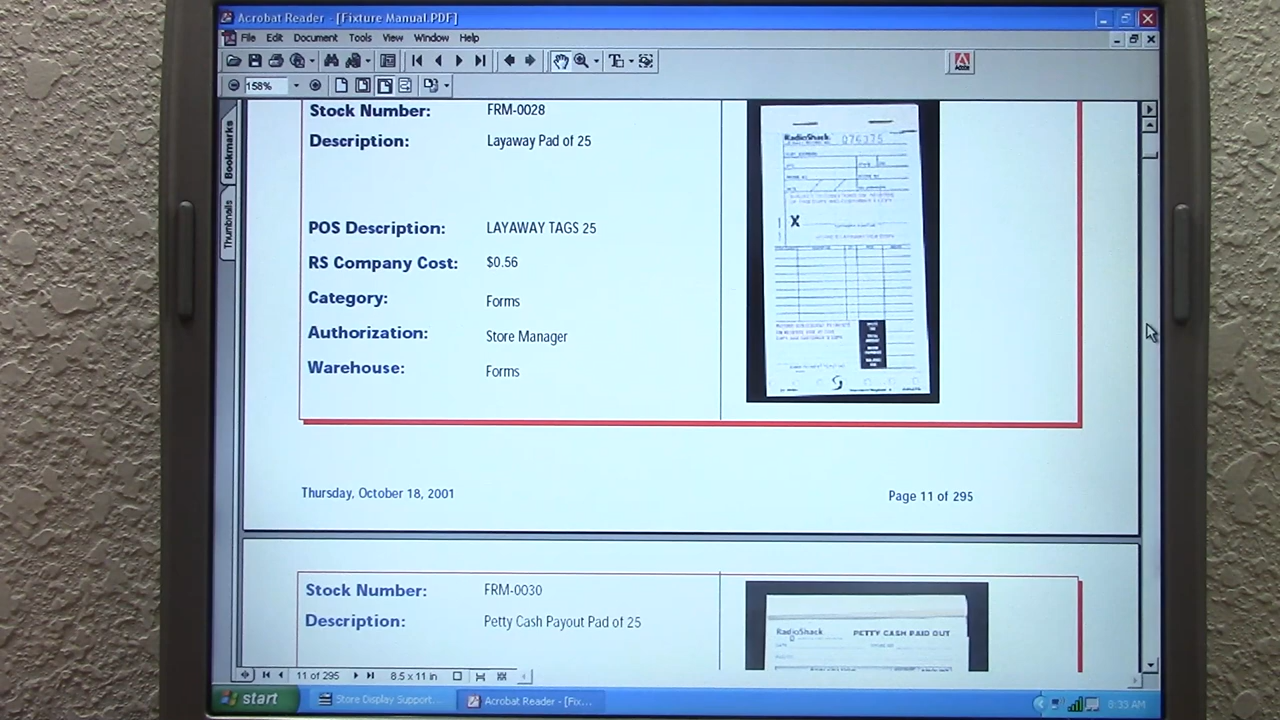 Acrobat Reader - [Fixture Manual.PDF]
File Edit Document Tools View Window Help
158%
Bookmarks
Thumbnails
Stock Number: FRM-0028
Description: Layaway Pad of 25
POS Description: LAYAWAY TAGS 25
RS Company Cost: $0.56
Category: Forms
Authorization: Store Manager
Warehouse: Forms
RadioShack 076375
X
Thursday, October 18, 2001
Page 11 of 295
Stock Number: FRM-0030
Description: Petty Cash Payout Pad of 25
RadioShack PETTY CASH PAID OUT
11 of 295
8.5 x 11 in
start
Store Display Support...
Acrobat Reader - [Fix...
8:33 AM